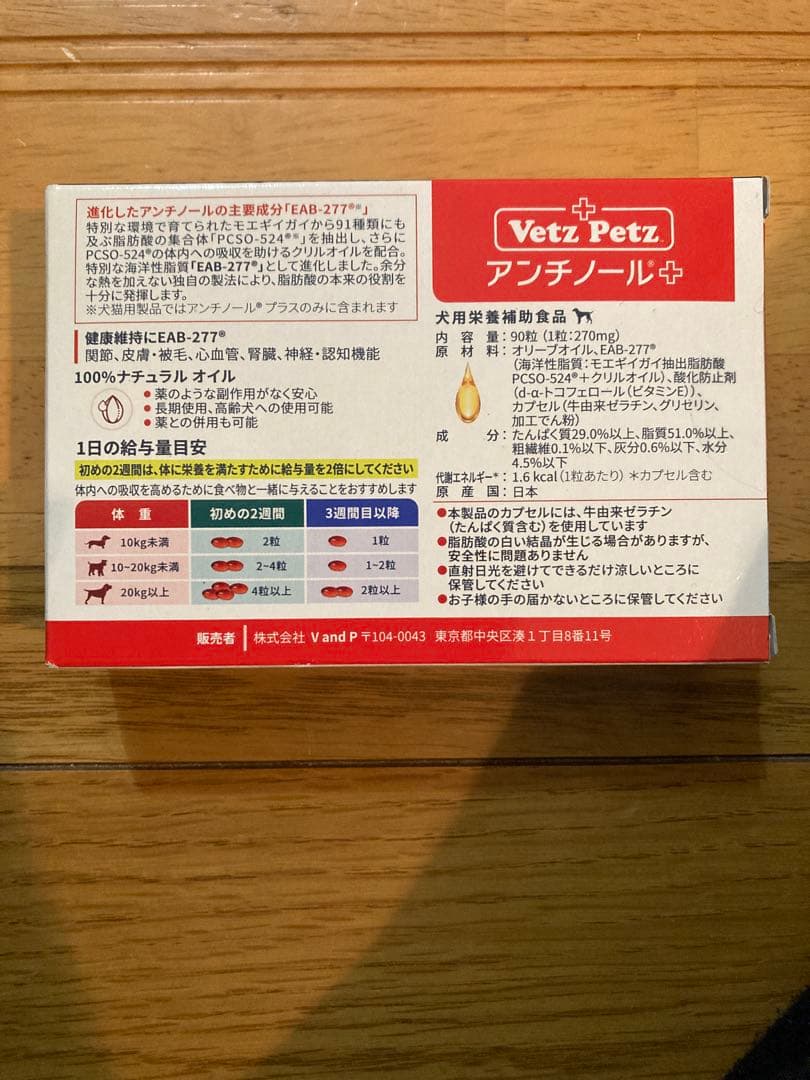 進化したアンチノールの主要成分「EAB-277®※」
特別な環境で育てられたモエギイガイから91種類にも
及ぶ脂肪酸の集合体「PCSO-524®※」を抽出し、さらに
PCSO-524®の体内への吸収を助けるクリルオイルを配合。
特別な海洋性脂質「EAB-277®」として進化しました。余分
な熱を加えない独自の製法により、脂肪酸の本来の役割を
十分に発揮します。
※犬猫用製品ではアンチノール® プラスのみに含まれます
健康維持にEAB-277®
関節、皮膚・被毛、心血管、腎臓、神経・認知機能
100%ナチュラル オイル
●薬のような副作用がなく安心
●長期使用、高齢犬への使用可能
●薬との併用も可能
1日の給与量目安
初めの2週間は、体に栄養を満たすために給与量を2倍にしてください
体内への吸収を高めるために食べ物と一緒に与えることをおすすめします
体 重 初めの2週間 3週間目以降
10kg未満 2粒 1粒
10~20kg未満 2~4粒 1~2粒
20kg以上 4粒以上 2粒以上
Vetz Petz™
アンチノール®+
犬用栄養補助食品
内 容 量：90粒（1粒：270mg）
原 材 料：オリーブオイル、EAB-277®
（海洋性脂質：モエギイガイ抽出脂肪酸
PCSO-524®＋クリルオイル）、酸化防止剤
（d-α-トコフェロール（ビタミンE））、
カプセル（牛由来ゼラチン、グリセリン、
加工でん粉）
成 分：たんぱく質29.0%以上、脂質51.0%以上、
粗繊維0.1%以下、灰分0.6%以下、水分
4.5%以下
代謝エネルギー*：1.6 kcal（1粒あたり）＊カプセル含む
原 産 国：日本
●本製品のカプセルには、牛由来ゼラチン
（たんぱく質含む）を使用しています
●脂肪酸の白い結晶が生じる場合がありますが、
安全性に問題ありません
●直射日光を避けてできるだけ涼しいところに
保管してください
●お子様の手の届かないところに保管してください
販売者 株式会社 V and P 〒104-0043 東京都中央区湊１丁目8番11号